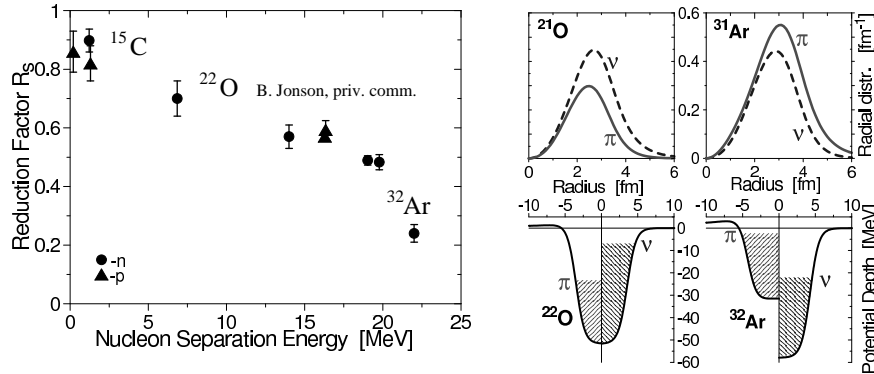 Reduction Factor R_s
1
0.8
0.6
0.4
0.2
0
0 5 10 15 20 25
Nucleon Separation Energy [MeV]
15C
22O B. Jonson, priv. comm.
32Ar
-n
-p
21O
ν
π
0 2 4 6
Radius [fm]
31Ar
π
ν
0 2 4 6
Radius [fm]
0.6
0.4
0.2
0
Radial distr. [fm-1]
-10 -5 0 5 10
π
ν
22O
-10 -5 0 5 10
π
ν
32Ar
0
-10
-20
-30
-40
-50
-60
Potential Depth [MeV]